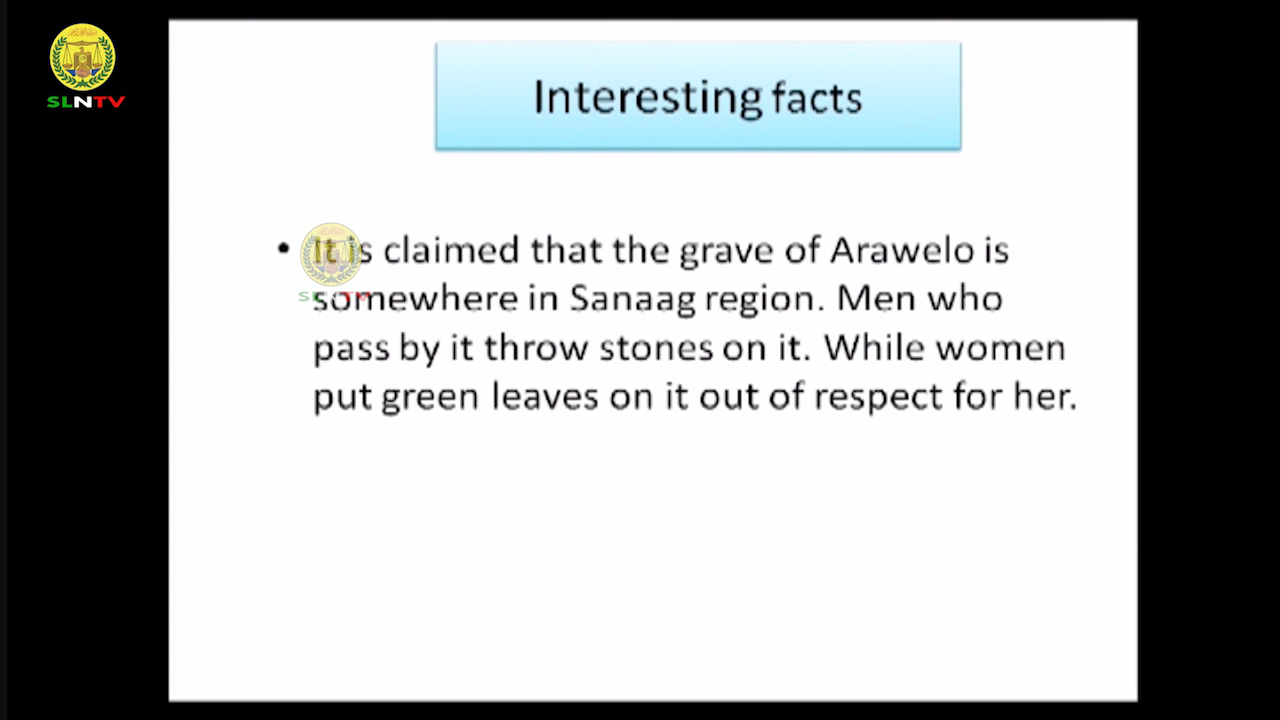 SLNTV
Interesting facts
• It is claimed that the grave of Arawelo is
somewhere in Sanaag region. Men who
pass by it throw stones on it. While women
put green leaves on it out of respect for her.
SLNTV